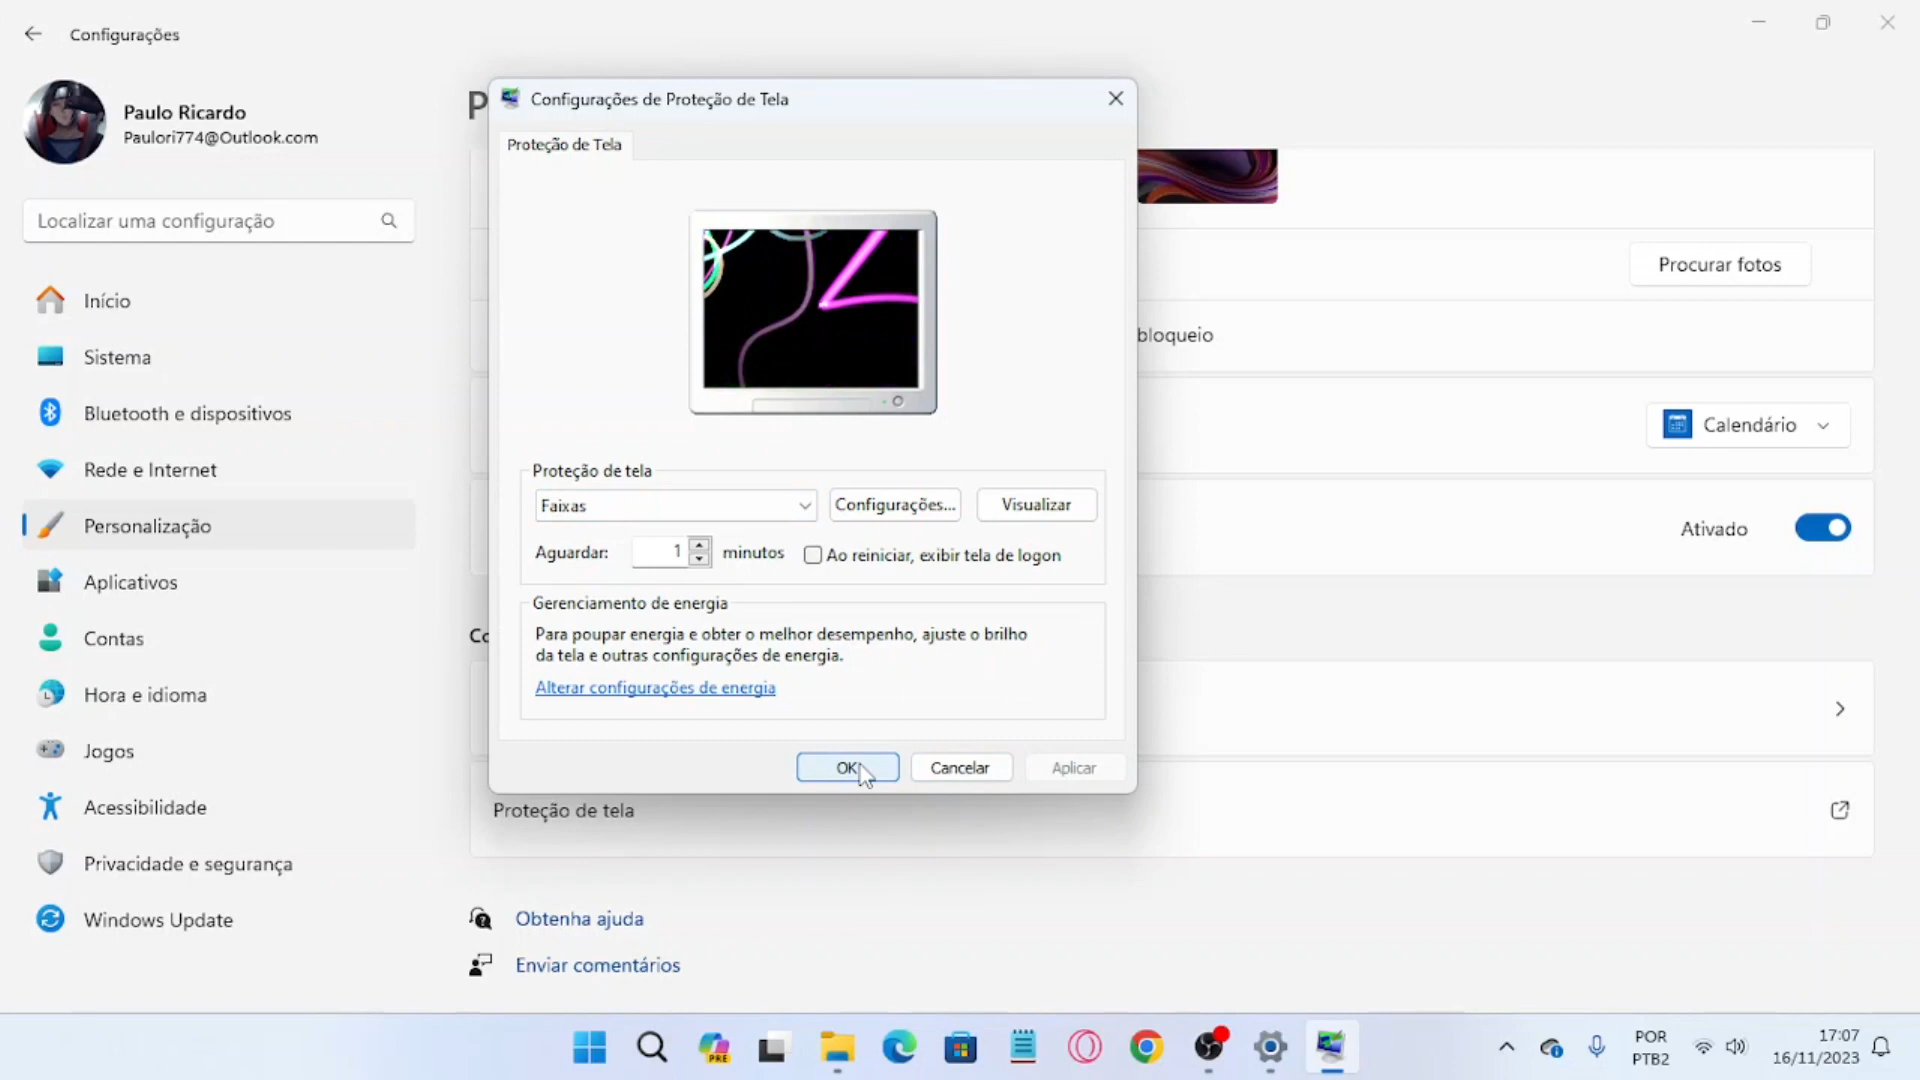 Configurações
Paulo Ricardo
Paulori774@Outlook.com
Localizar uma configuração
Início
Sistema
Bluetooth e dispositivos
Rede e Internet
Personalização
Aplicativos
Contas
Hora e idioma
Jogos
Acessibilidade
Privacidade e segurança
Windows Update
P
Configurações de Proteção de Tela
Proteção de Tela
Proteção de tela
Faixas
Configurações...
Visualizar
Aguardar:
1
minutos
Ao reiniciar, exibir tela de logon
Gerenciamento de energia
Para poupar energia e obter o melhor desempenho, ajuste o brilho
da tela e outras configurações de energia.
Alterar configurações de energia
OK
Cancelar
Aplicar
Procurar fotos
bloqueio
Calendário
Ativado
Co
Proteção de tela
Obtenha ajuda
Enviar comentários
PRE
POR
PTB2
17:07
16/11/2023